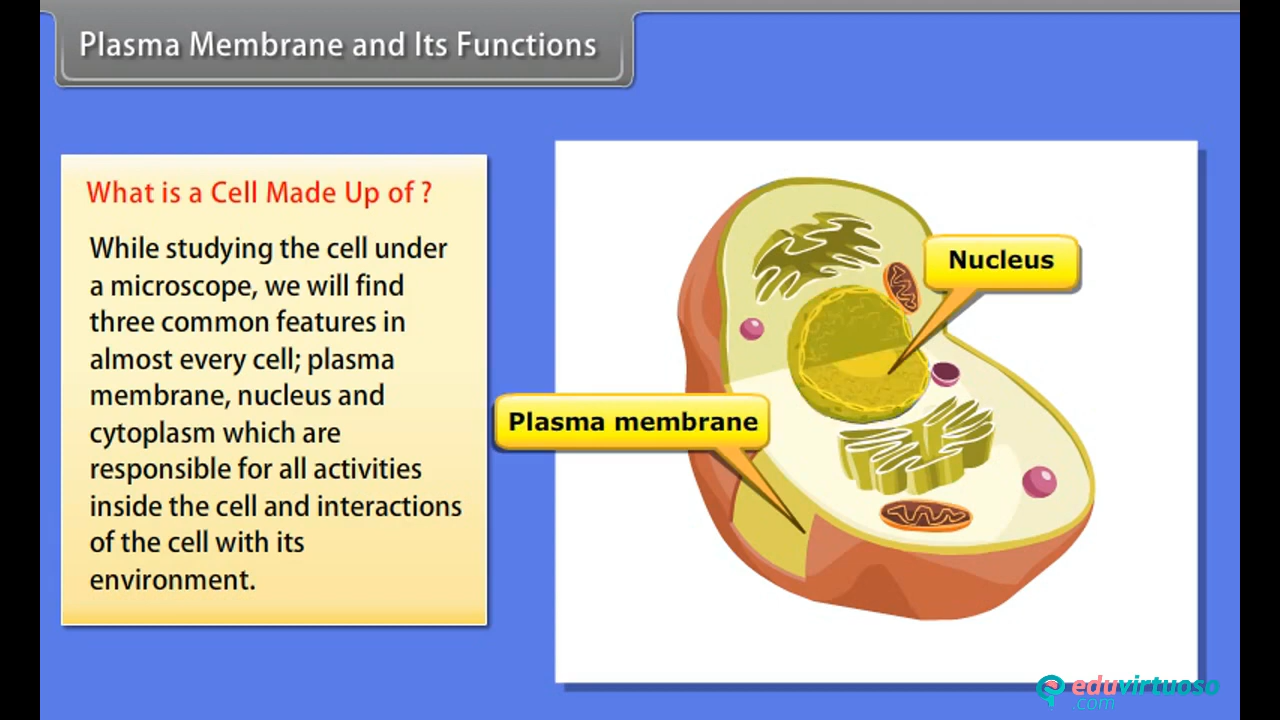 Plasma Membrane and Its Functions
What is a Cell Made Up of ?
While studying the cell under
a microscope, we will find
three common features in
almost every cell; plasma
membrane, nucleus and
cytoplasm which are
responsible for all activities
inside the cell and interactions
of the cell with its
environment.
Nucleus
Plasma membrane
eduvirtuoso
.com